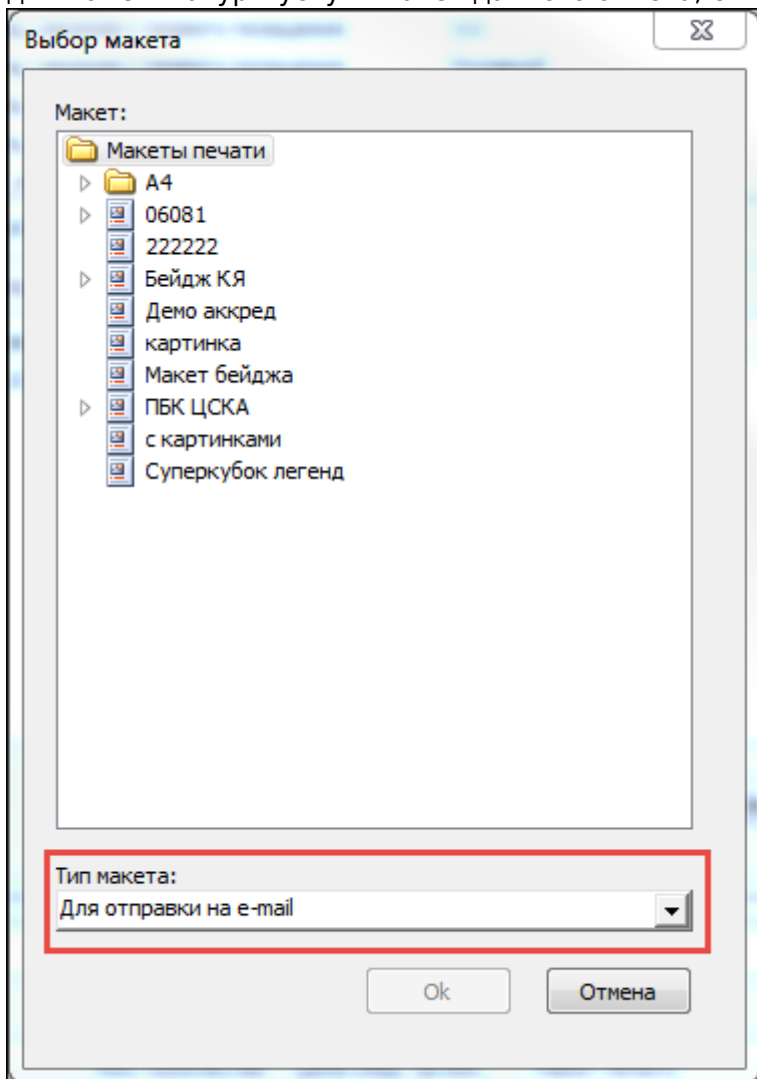 Выбор макета
Макет:
Макеты печати
А4
06081
222222
Бейдж КЯ
Демо аккред
картинка
Макет бейджа
ПБК ЦСКА
с картинками
Суперкубок легенд
Тип макета:
Для отправки на e-mail
Ok
Отмена